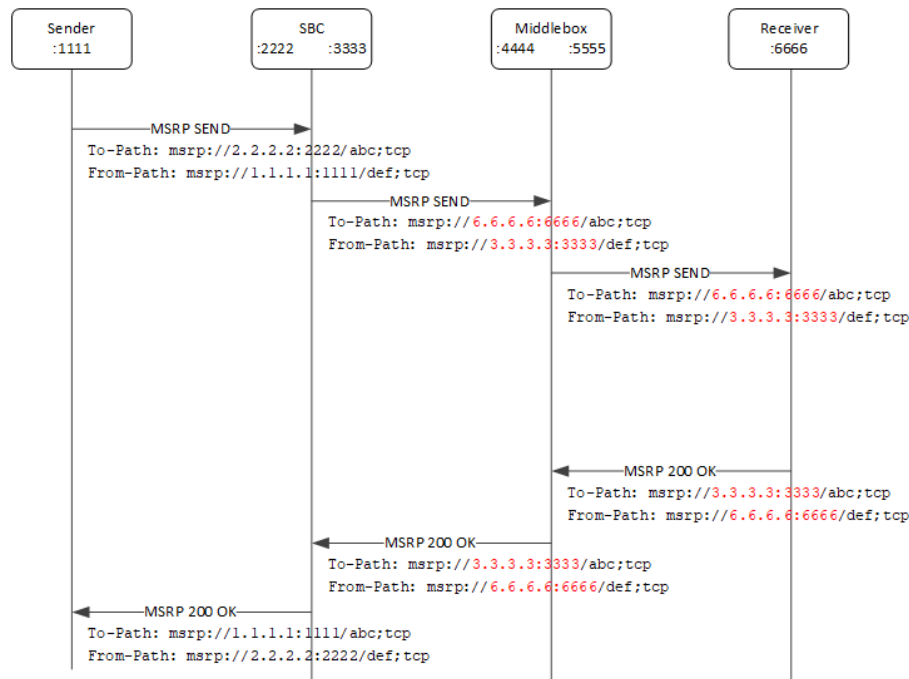 Sender
:1111
SBC
:2222 :3333
Middlebox
:4444 :5555
Receiver
:6666
MSRP SEND
To-Path: msrp://2.2.2.2:2222/abc;tcp
From-Path: msrp://1.1.1.1:1111/def;tcp
MSRP SEND
To-Path: msrp://6.6.6.6:6666/abc;tcp
From-Path: msrp://3.3.3.3:3333/def;tcp
MSRP SEND
To-Path: msrp://6.6.6.6:6666/abc;tcp
From-Path: msrp://3.3.3.3:3333/def;tcp
MSRP 200 OK
To-Path: msrp://3.3.3.3:3333/abc;tcp
From-Path: msrp://6.6.6.6:6666/def;tcp
MSRP 200 OK
To-Path: msrp://3.3.3.3:3333/abc;tcp
From-Path: msrp://6.6.6.6:6666/def;tcp
MSRP 200 OK
To-Path: msrp://1.1.1.1:1111/abc;tcp
From-Path: msrp://2.2.2.2:2222/def;tcp